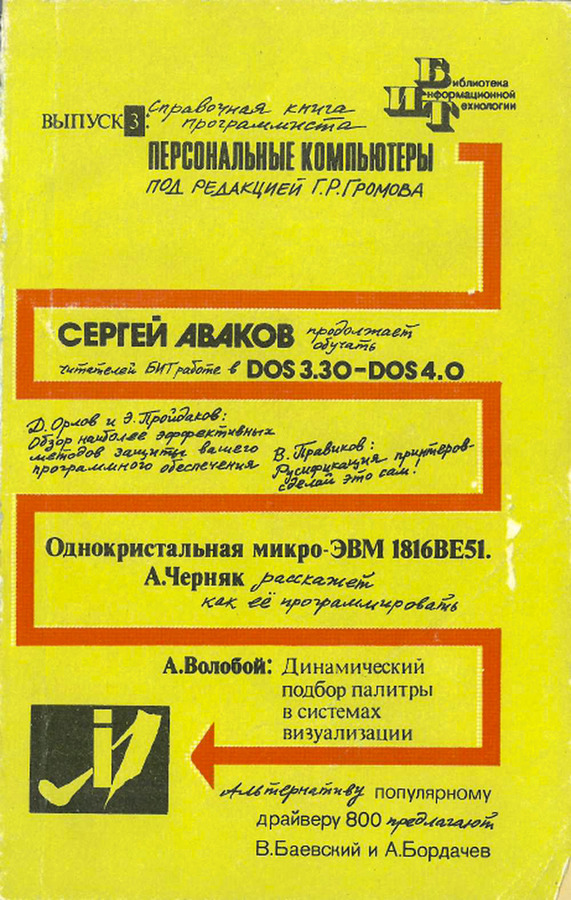 Библиотека
Информационной
Технологии
ВЫПУСК 3:
Справочная книга
программиста
ПЕРСОНАЛЬНЫЕ КОМПЬЮТЕРЫ
ПОД РЕДАКЦИЕЙ Г.Р.ГРОМОВА
СЕРГЕЙ АВАКОВ продолжает
обучать
читателей БИТ работе в DOS 3.30-DOS 4.0
Д. Орлов и Э. Пройдаков:
Обзор наиболее эффективных
методов защиты вашего
программного обеспечения
В. Правиков:
Русификация принтеров-
сделай это сам!
Однокристальная микро-ЭВМ 1816ВЕ51.
А.Черняк расскажет
как её программировать
А.Волобой: Динамический
подбор палитры
в системах
визуализации
Альтернативу популярному
драйверу 800 предлагают
В.Баевский и А.Бордачев